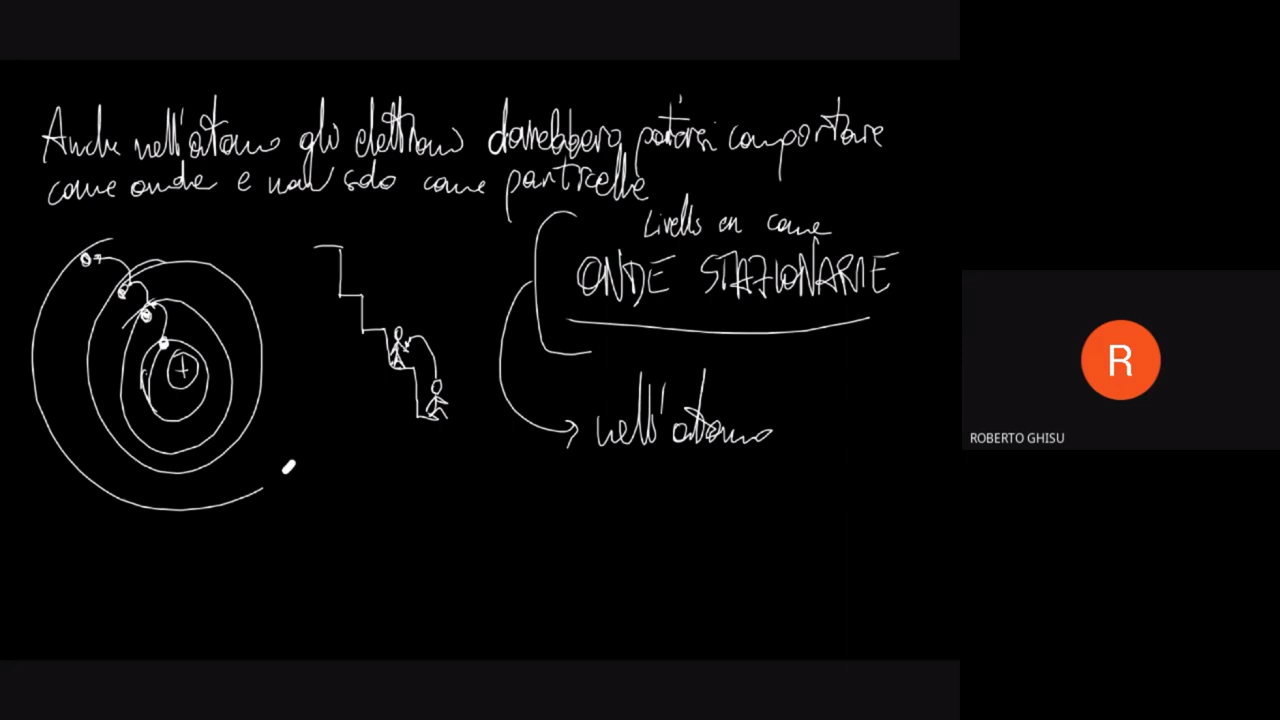 Anche nell'atomo gli elettroni dovrebbero potersi comportare
come onde e non solo come particelle
Livelli en come
ONDE STAZIONARIE
nell'atomo
+
R
ROBERTO GHISU